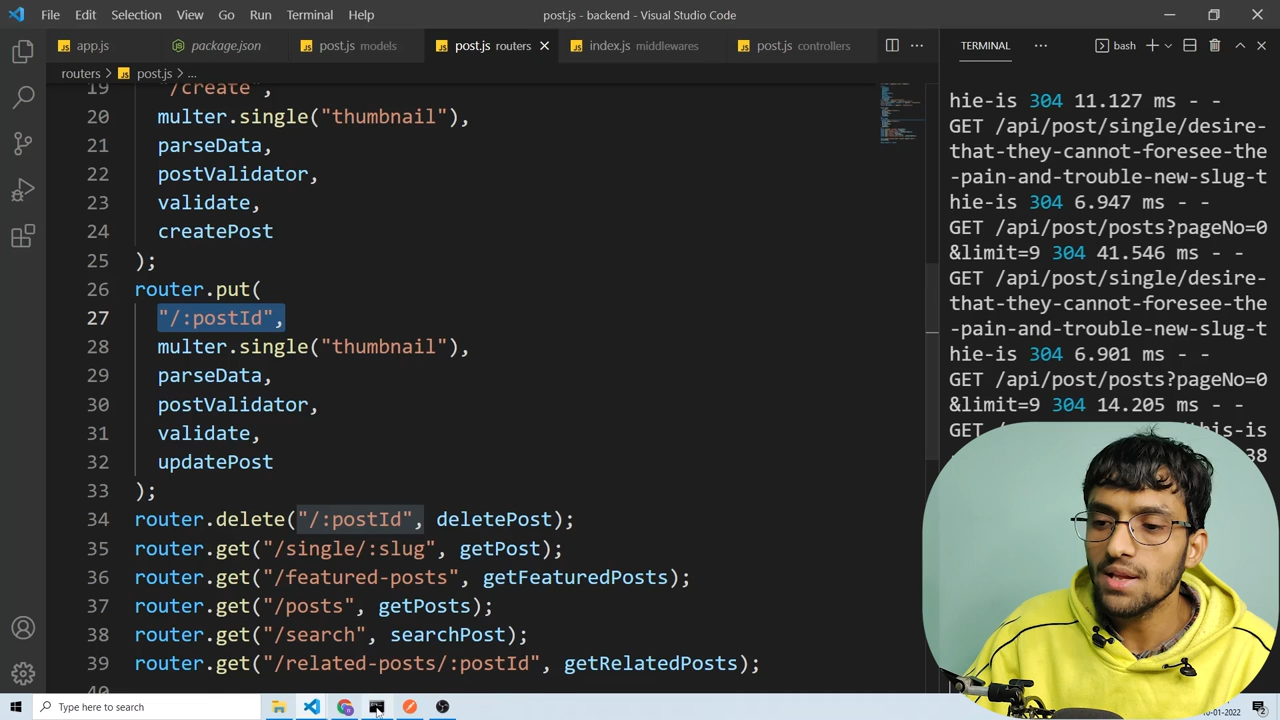 File Edit Selection View Go Run Terminal Help post.js - backend - Visual Studio Code
app.js package.json post.js models post.js routers index.js middlewares post.js controllers
TERMINAL bash
routers > post.js > ...
19 "/create",
20 multer.single("thumbnail"),
21 parseData,
22 postValidator,
23 validate,
24 createPost
25 );
26 router.put(
27 "/:postId",
28 multer.single("thumbnail"),
29 parseData,
30 postValidator,
31 validate,
32 updatePost
33 );
34 router.delete("/:postId", deletePost);
35 router.get("/single/:slug", getPost);
36 router.get("/featured-posts", getFeaturedPosts);
37 router.get("/posts", getPosts);
38 router.get("/search", searchPost);
39 router.get("/related-posts/:postId", getRelatedPosts);
40
hie-is 304 11.127 ms - -
GET /api/post/single/desire-
that-they-cannot-foresee-the
-pain-and-trouble-new-slug-t
hie-is 304 6.947 ms - -
GET /api/post/posts?pageNo=0
&limit=9 304 41.546 ms - -
GET /api/post/single/desire-
that-they-cannot-foresee-the
-pain-and-trouble-new-slug-t
hie-is 304 6.901 ms - -
GET /api/post/posts?pageNo=0
&limit=9 304 14.205 ms - -
GET
38
Type here to search
10-01-2022
2